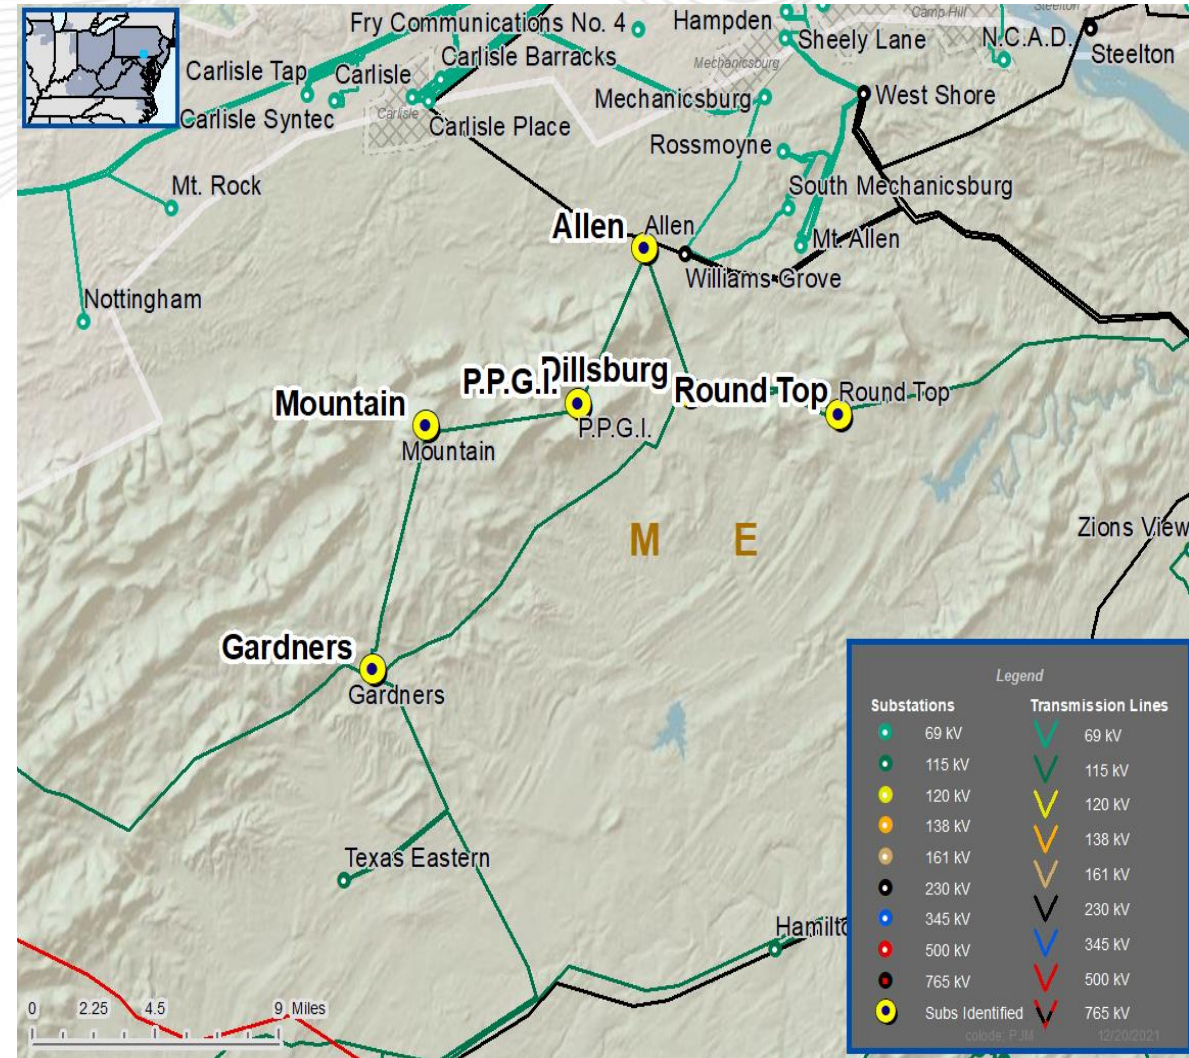 Fry Communications No. 4
Hampden
Camp Hill
Steelton
Sheely Lane
N.C.A.D.
Steelton
Carlisle Tap
Carlisle
Carlisle Barracks
Mechanicsburg
Mechanicsburg
West Shore
Carlisle Syntec
Carlisle
Carlisle Place
Rossmoyne
Mt. Rock
South Mechanicsburg
Allen
Allen
Mt. Allen
Williams Grove
Nottingham
P.P.G.I.
Dillsburg
Round Top
Round Top
Mountain
P.P.G.I.
Mountain
M E
Zions View
Gardners
Gardners
Texas Eastern
Legend
Substations
Transmission Lines
69 kV
69 kV
115 kV
115 kV
120 kV
120 kV
138 kV
138 kV
161 kV
161 kV
230 kV
230 kV
345 kV
345 kV
500 kV
500 kV
765 kV
765 kV
Subs Identified
12/20/2021
0 2.25 4.5 9 Miles